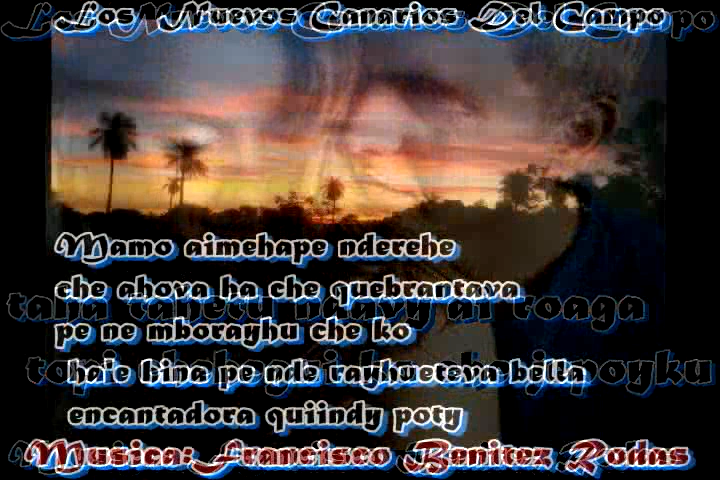 Los Nuevos Canarios Del Campo
Mamo aimehape nderehe
che ahova ha che quebrantava
pe ne mborayhu che ko
ha'e kina pe nde rayhueteva bella
encantadora quiindy poty
Musica: Francisco Benitez Rodas